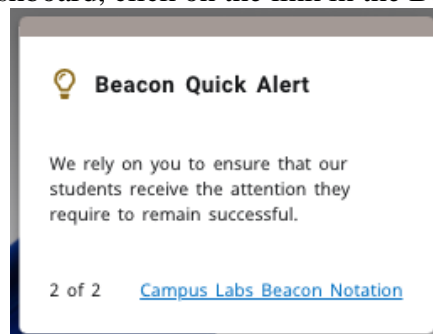 Beacon Quick Alert
We rely on you to ensure that our
students receive the attention they
require to remain successful.
2 of 2 Campus Labs Beacon Notation